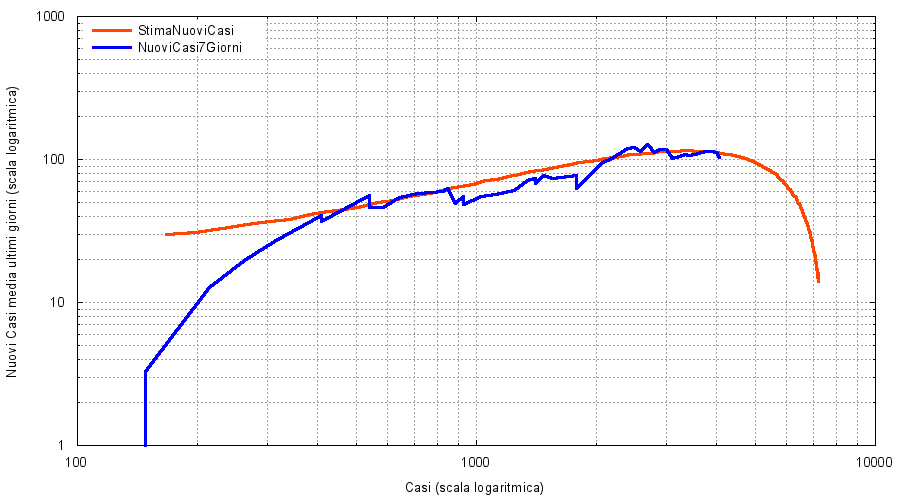 1000
StimaNuoviCasi
NuoviCasi7Giorni
100
10
1
Nuovi Casi media ultimi giorni (scala logaritmica)
100
1000
10000
Casi (scala logaritmica)